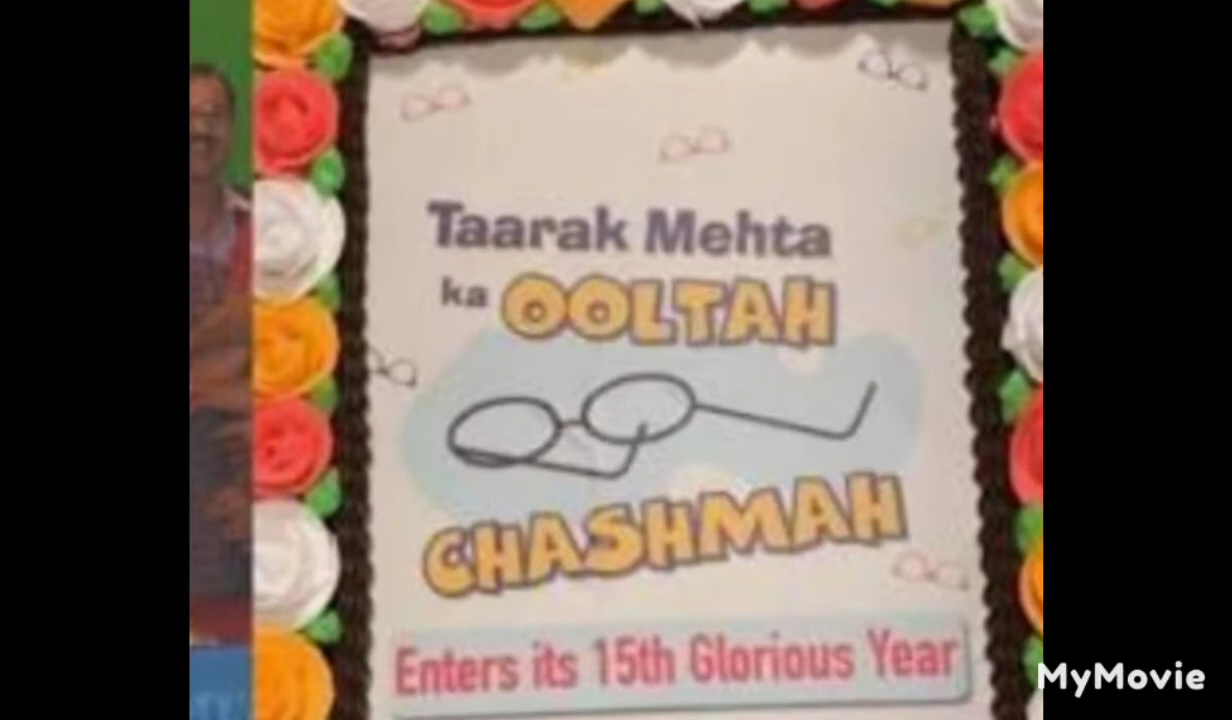 Taarak Mehta
ka OOLTAH
CHASHMAH
Enters its 15th Glorious Year
MyMovie